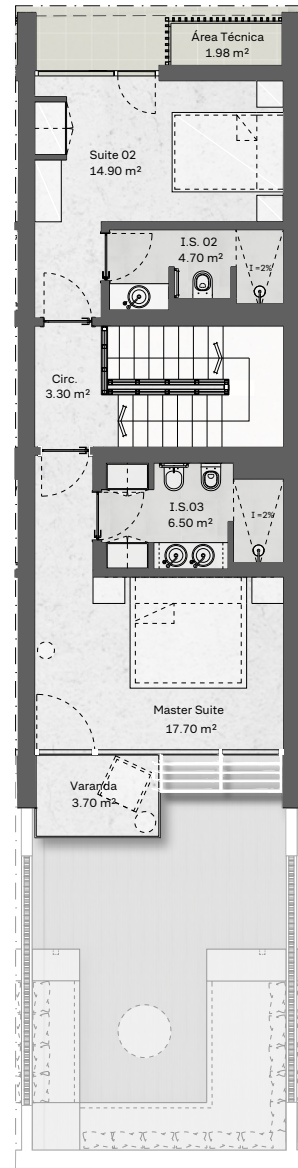 Área Técnica
1.98 m²
Suite 02
14.90 m²
I.S. 02
4.70 m²
I =2%
Circ.
3.30 m²
I.S.03
6.50 m²
I =2%
Master Suite
17.70 m²
Varanda
3.70 m²